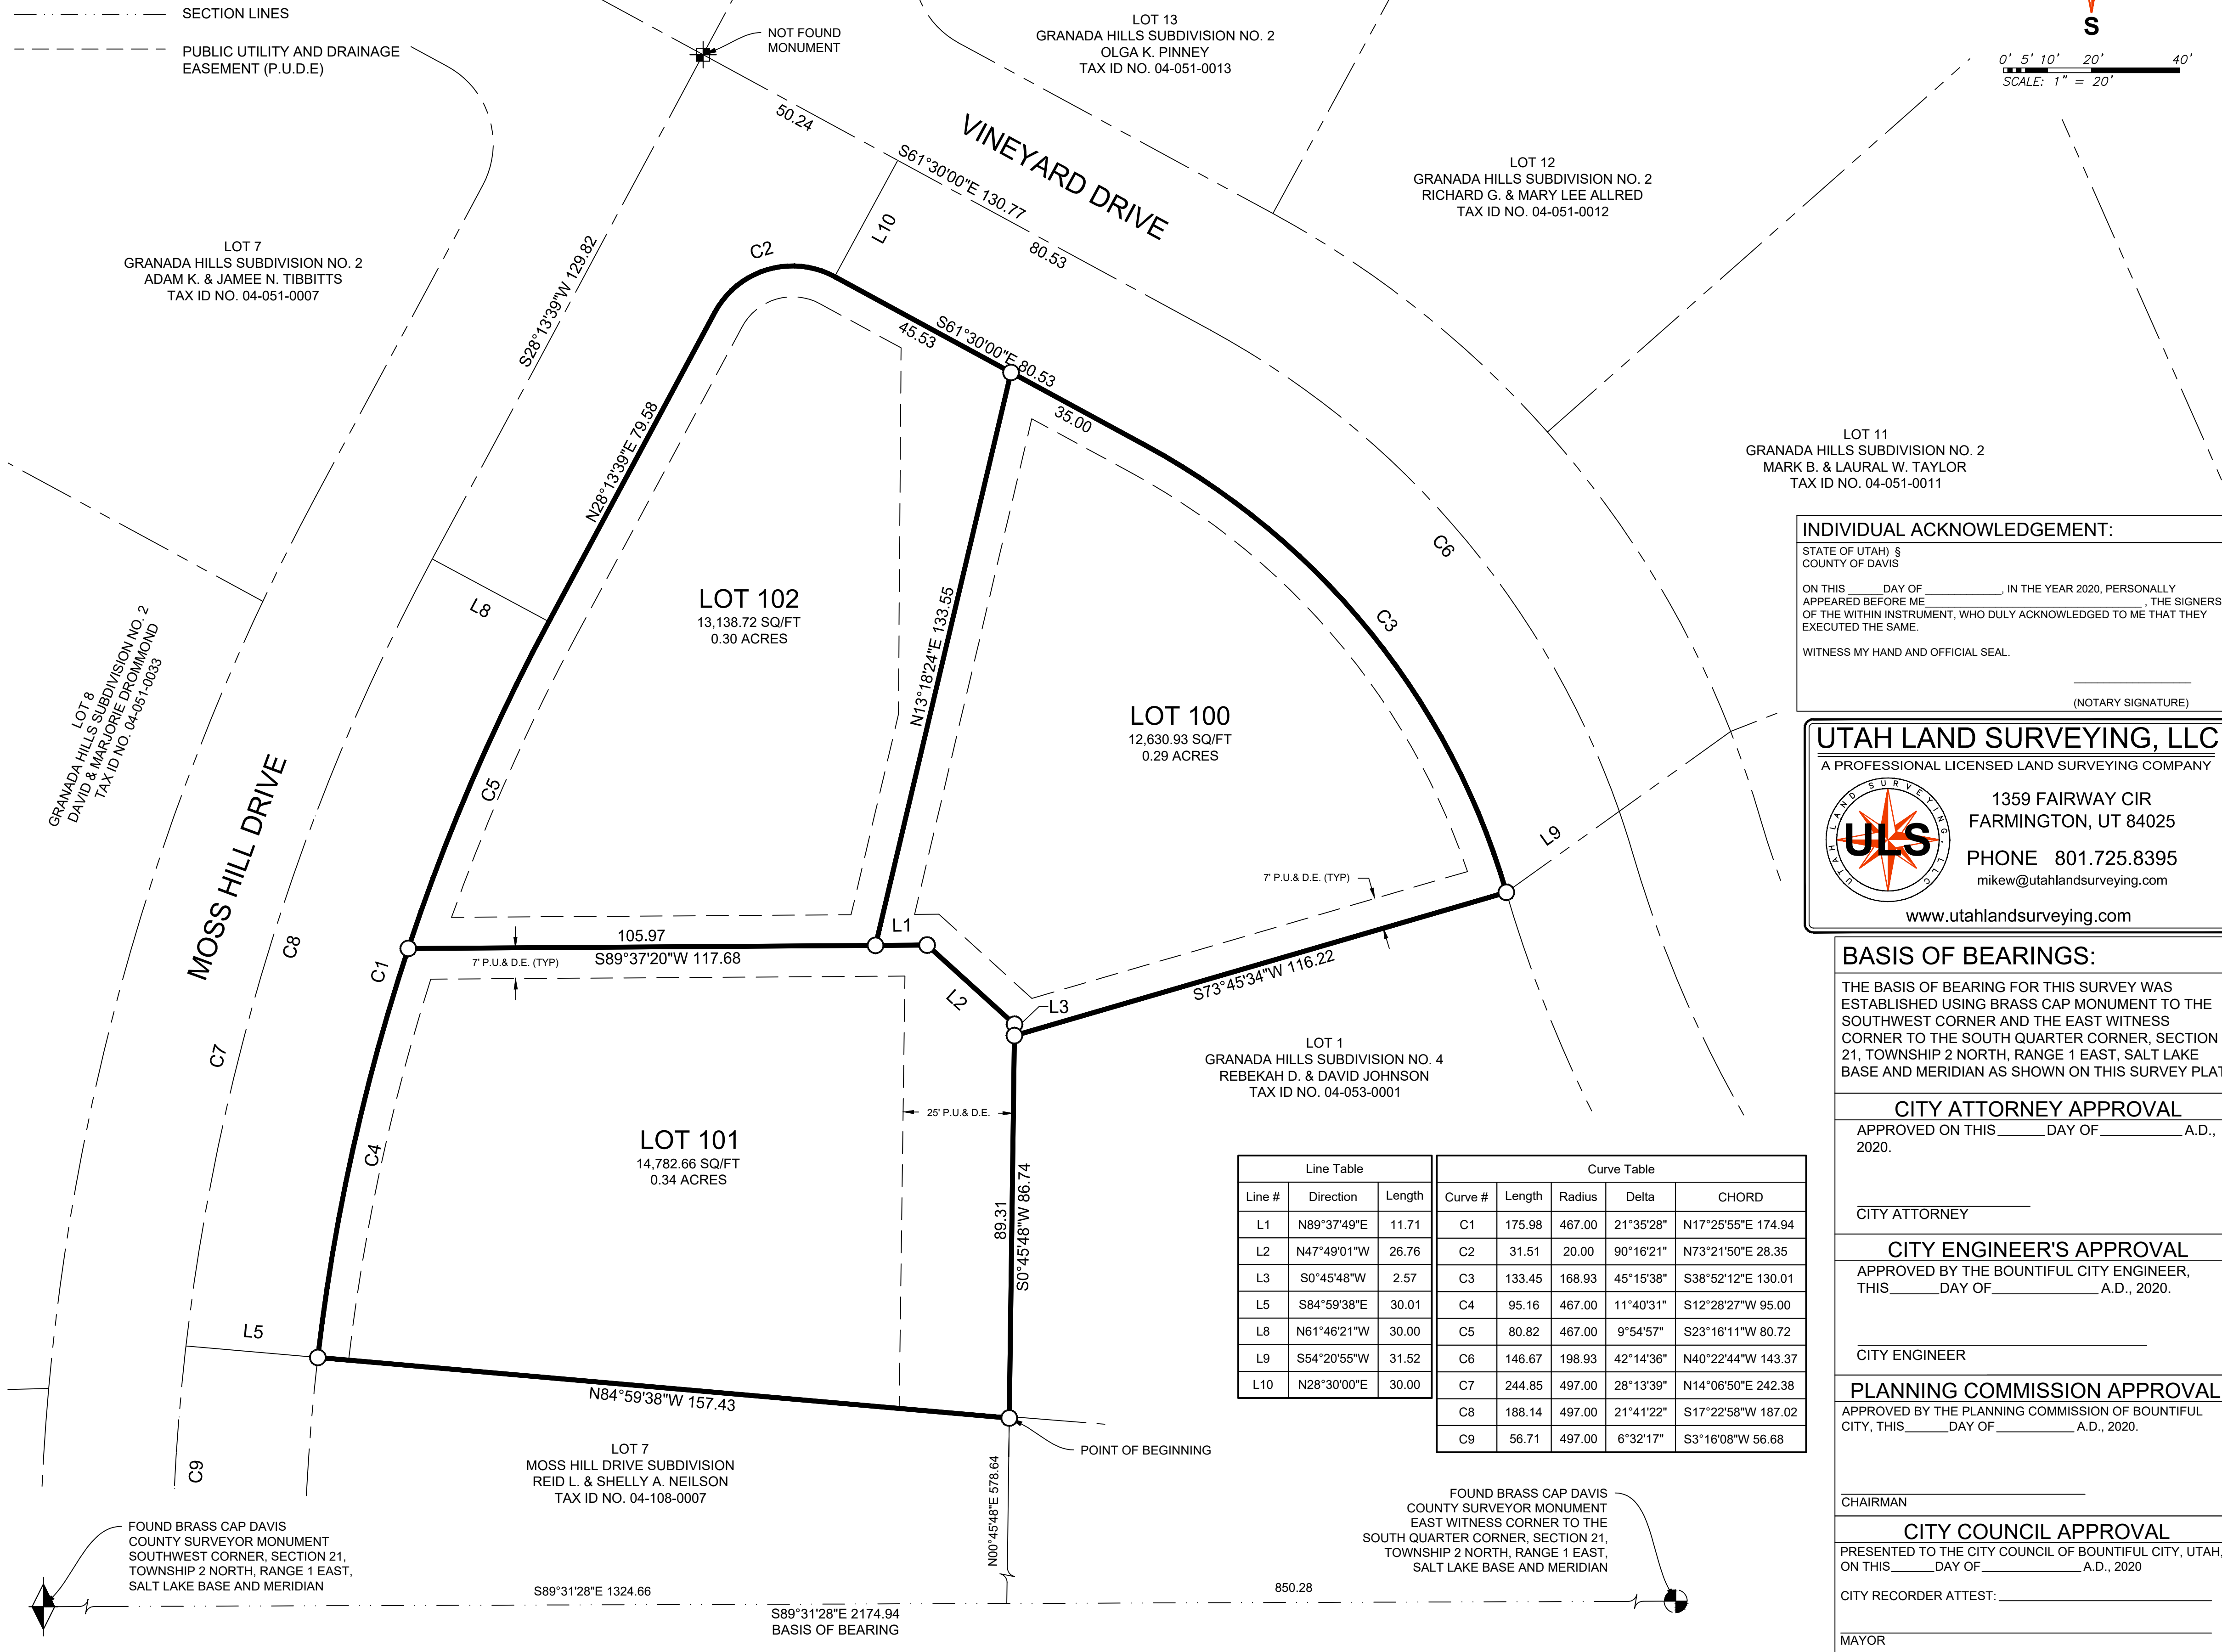 SECTION LINES
PUBLIC UTILITY AND DRAINAGE
EASEMENT (P.U.D.E)
NOT FOUND
MONUMENT
LOT 13
GRANADA HILLS SUBDIVISION NO. 2
OLGA K. PINNEY
TAX ID NO. 04-051-0013
S
0' 5' 10' 20' 40'
SCALE: 1" = 20'
50.24
S61°30'00"E 130.77
80.53
VINEYARD DRIVE
LOT 12
GRANADA HILLS SUBDIVISION NO. 2
RICHARD G. & MARY LEE ALLRED
TAX ID NO. 04-051-0012
LOT 7
GRANADA HILLS SUBDIVISION NO. 2
ADAM K. & JAMEE N. TIBBITTS
TAX ID NO. 04-051-0007
S28°13'39"W 129.82
C2
L10
S61°30'00"E 80.53
45.53
35.00
N28°13'39"E 79.58
LOT 11
GRANADA HILLS SUBDIVISION NO. 2
MARK B. & LAURAL W. TAYLOR
TAX ID NO. 04-051-0011
C6
C3
L8
LOT 102
13,138.72 SQ/FT
0.30 ACRES
N13°18'24"E 133.55
LOT 100
12,630.93 SQ/FT
0.29 ACRES
LOT 8
GRANADA HILLS SUBDIVISION NO. 2
DAVID & MARJORIE DROMMOND
TAX ID NO. 04-051-0033
MOSS HILL DRIVE
C5
C8
C1
C7
L9
7' P.U.& D.E. (TYP)
L1
105.97
S89°37'20"W 117.68
7' P.U.& D.E. (TYP)
L2
L3
S73°45'34"W 116.22
LOT 1
GRANADA HILLS SUBDIVISION NO. 4
REBEKAH D. & DAVID JOHNSON
TAX ID NO. 04-053-0001
25' P.U.& D.E.
C4
LOT 101
14,782.66 SQ/FT
0.34 ACRES
89.31
S0°45'48"W 86.74
L5
N84°59'38"W 157.43
C9
LOT 7
MOSS HILL DRIVE SUBDIVISION
REID L. & SHELLY A. NEILSON
TAX ID NO. 04-108-0007
POINT OF BEGINNING
N00°45'48"E 578.64
FOUND BRASS CAP DAVIS
COUNTY SURVEYOR MONUMENT
SOUTHWEST CORNER, SECTION 21,
TOWNSHIP 2 NORTH, RANGE 1 EAST,
SALT LAKE BASE AND MERIDIAN
FOUND BRASS CAP DAVIS
COUNTY SURVEYOR MONUMENT
EAST WITNESS CORNER TO THE
SOUTH QUARTER CORNER, SECTION 21,
TOWNSHIP 2 NORTH, RANGE 1 EAST,
SALT LAKE BASE AND MERIDIAN
S89°31'28"E 1324.66
850.28
S89°31'28"E 2174.94
BASIS OF BEARING
Line Table
Line # Direction Length
L1 N89°37'49"E 11.71
L2 N47°49'01"W 26.76
L3 S0°45'48"W 2.57
L5 S84°59'38"E 30.01
L8 N61°46'21"W 30.00
L9 S54°20'55"W 31.52
L10 N28°30'00"E 30.00
Curve Table
Curve # Length Radius Delta CHORD
C1 175.98 467.00 21°35'28" N17°25'55"E 174.94
C2 31.51 20.00 90°16'21" N73°21'50"E 28.35
C3 133.45 168.93 45°15'38" S38°52'12"E 130.01
C4 95.16 467.00 11°40'31" S12°28'27"W 95.00
C5 80.82 467.00 9°54'57" S23°16'11"W 80.72
C6 146.67 198.93 42°14'36" N40°22'44"W 143.37
C7 244.85 497.00 28°13'39" N14°06'50"E 242.38
C8 188.14 497.00 21°41'22" S17°22'58"W 187.02
C9 56.71 497.00 6°32'17" S3°16'08"W 56.68
INDIVIDUAL ACKNOWLEDGEMENT:
STATE OF UTAH) §
COUNTY OF DAVIS
ON THIS ______DAY OF _____________, IN THE YEAR 2020, PERSONALLY
APPEARED BEFORE ME____________________________________ , THE SIGNERS
OF THE WITHIN INSTRUMENT, WHO DULY ACKNOWLEDGED TO ME THAT THEY
EXECUTED THE SAME.
WITNESS MY HAND AND OFFICIAL SEAL.
(NOTARY SIGNATURE)
UTAH LAND SURVEYING, LLC
A PROFESSIONAL LICENSED LAND SURVEYING COMPANY
UTAH LAND SURVEYING, LLC
ULS
1359 FAIRWAY CIR
FARMINGTON, UT 84025
PHONE 801.725.8395
mikew@utahlandsurveying.com
www.utahlandsurveying.com
BASIS OF BEARINGS:
THE BASIS OF BEARING FOR THIS SURVEY WAS
ESTABLISHED USING BRASS CAP MONUMENT TO THE
SOUTHWEST CORNER AND THE EAST WITNESS
CORNER TO THE SOUTH QUARTER CORNER, SECTION
21, TOWNSHIP 2 NORTH, RANGE 1 EAST, SALT LAKE
BASE AND MERIDIAN AS SHOWN ON THIS SURVEY PLAT
CITY ATTORNEY APPROVAL
APPROVED ON THIS______DAY OF__________ A.D.,
2020.
CITY ATTORNEY
CITY ENGINEER'S APPROVAL
APPROVED BY THE BOUNTIFUL CITY ENGINEER,
THIS______DAY OF_____________ A.D., 2020.
CITY ENGINEER
PLANNING COMMISSION APPROVAL
APPROVED BY THE PLANNING COMMISSION OF BOUNTIFUL
CITY, THIS______DAY OF___________ A.D., 2020.
CHAIRMAN
CITY COUNCIL APPROVAL
PRESENTED TO THE CITY COUNCIL OF BOUNTIFUL CITY, UTAH,
ON THIS______DAY OF______________ A.D., 2020
CITY RECORDER ATTEST:______________________________
MAYOR